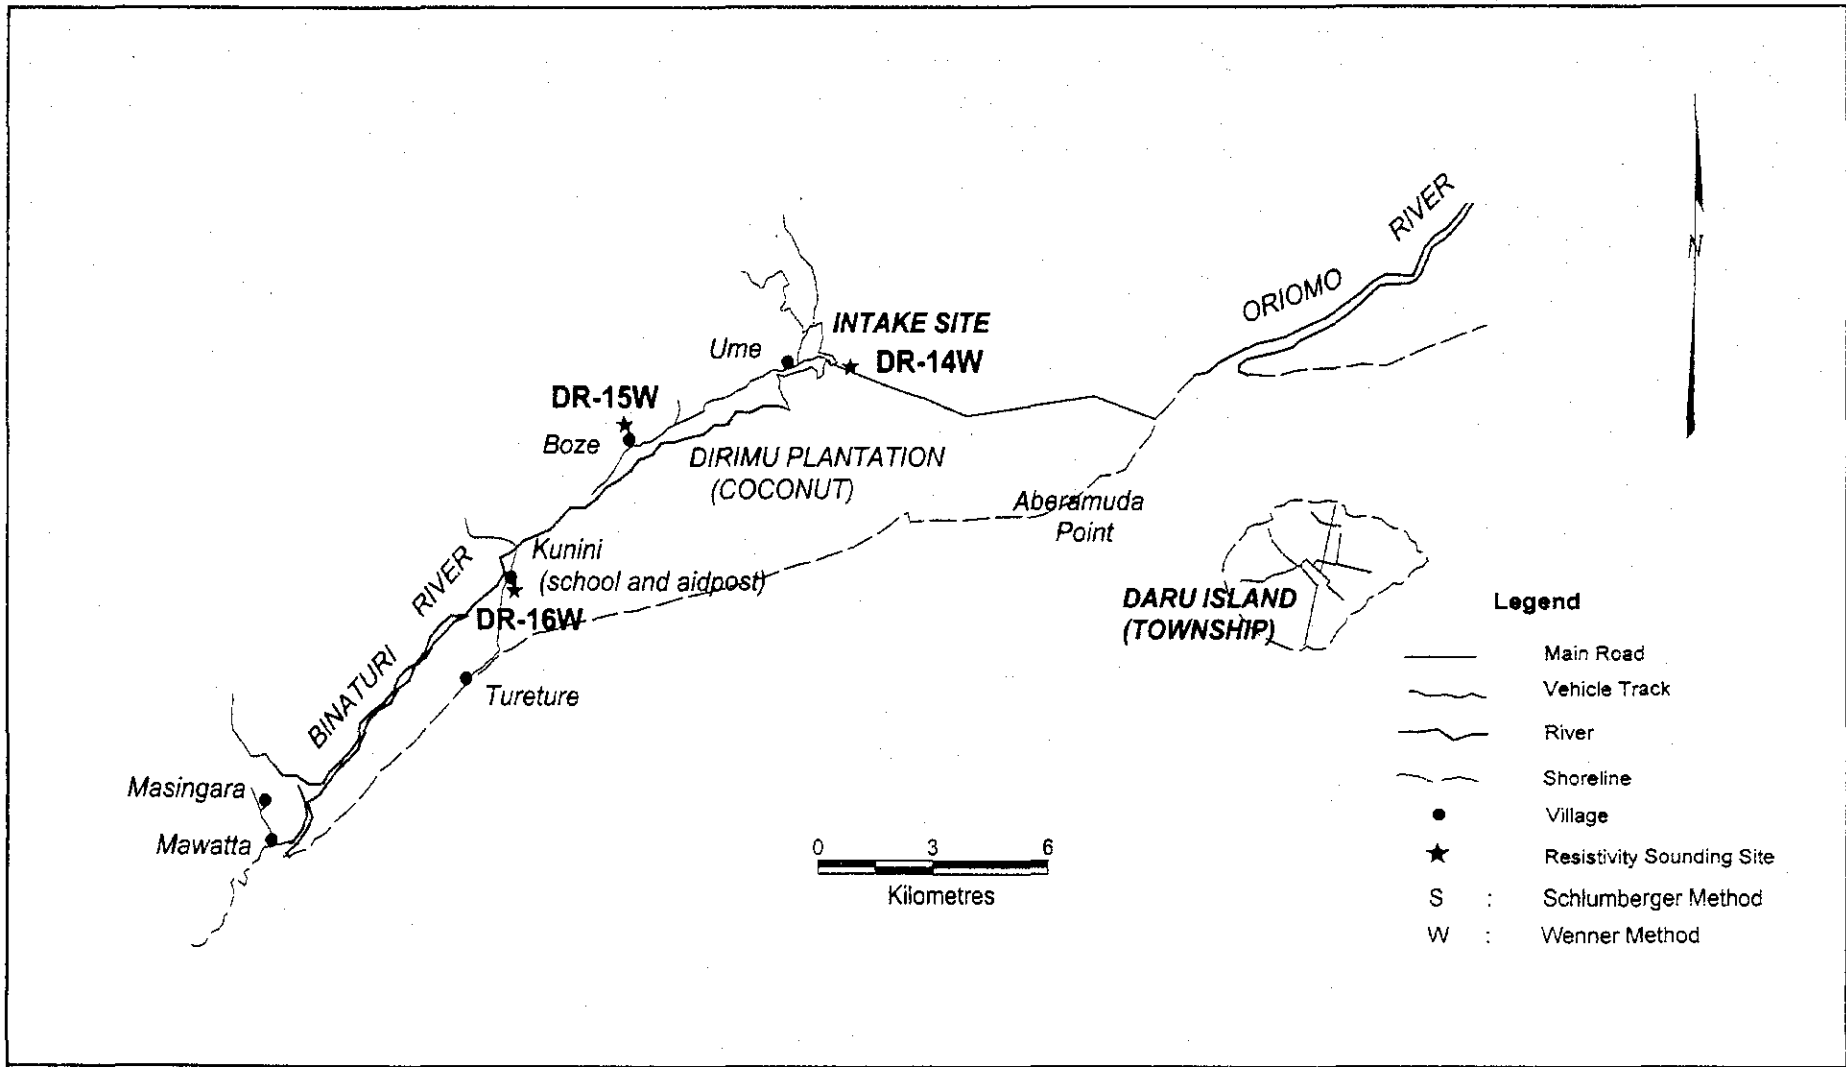 RIVER
N
ORIOMO
INTAKE SITE
Ume
DR-14W
DR-15W
Boze
DIRIMU PLANTATION
(COCONUT)
Aberamuda
Point
Kunini
(school and aidpost)
RIVER
DR-16W
DARU ISLAND
(TOWNSHIP)
BINATURI
Tureture
Masingara
Mawatta
0 3 6
Kilometres
Legend
Main Road
Vehicle Track
River
Shoreline
Village
Resistivity Sounding Site
S : Schlumberger Method
W : Wenner Method